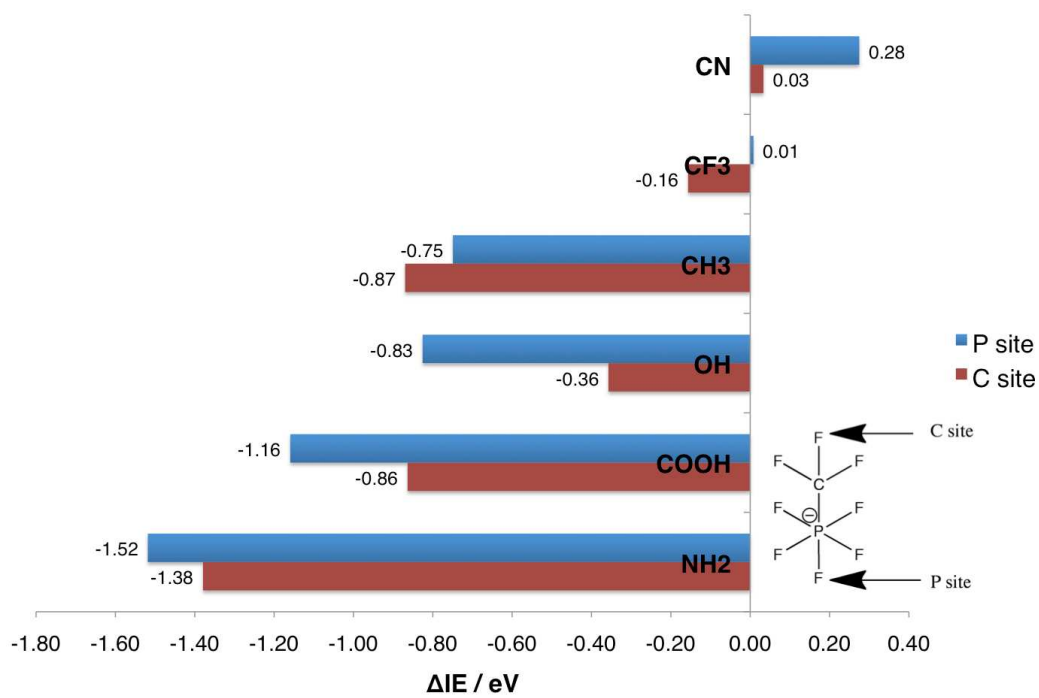 CN
0.28
0.03
CF3
0.01
-0.16
CH3
-0.75
-0.87
OH
-0.83
-0.36
P site
C site
COOH
-1.16
-0.86
NH2
-1.52
-1.38
F
C site
F
F
C
F
F
P
F
F
F
P site
-1.80 -1.60 -1.40 -1.20 -1.00 -0.80 -0.60 -0.40 -0.20 0.00 0.20 0.40
ΔIE / eV